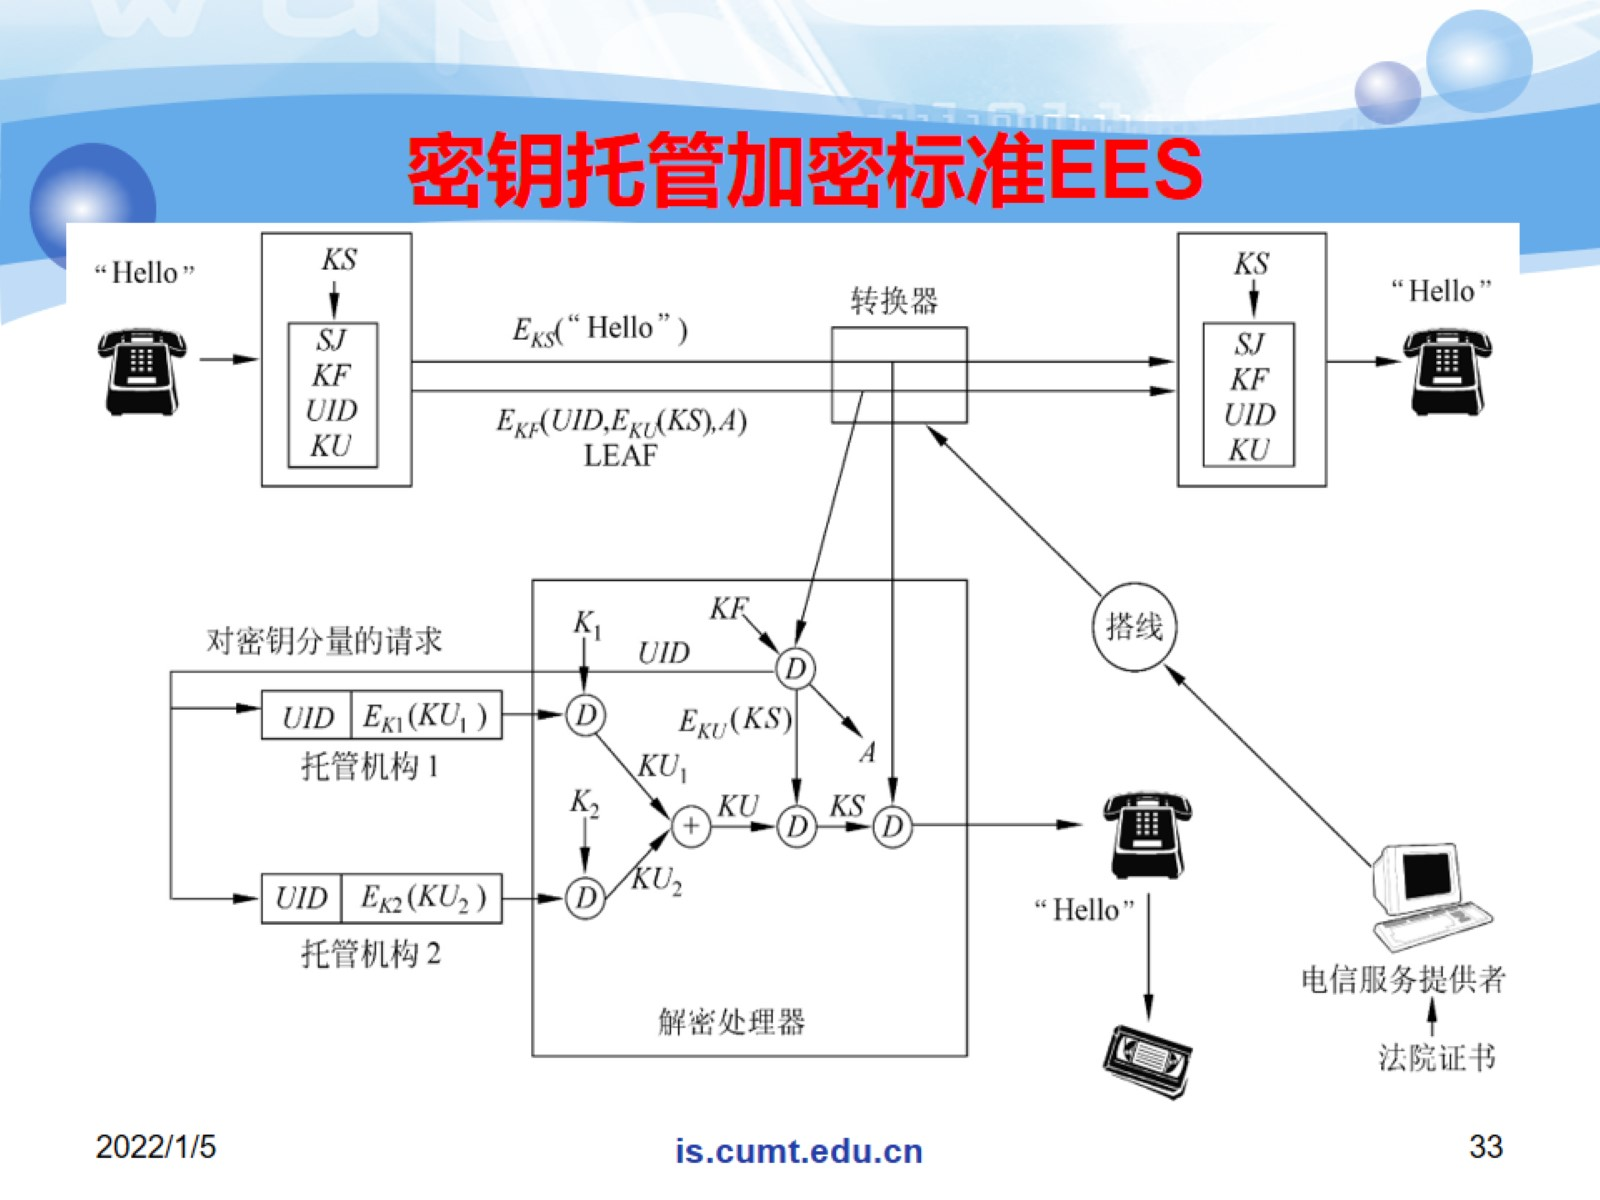 密钥托管加密标准EES
“Hello”
KS
SJ
KF
UID
KU
E_KS(“Hello”)
E_KF(UID,E_KU(KS),A)
LEAF
转换器
KS
SJ
KF
UID
KU
“Hello”
搭线
对密钥分量的请求
K₁
KF
UID
D
UID
E_K1(KU₁)
D
托管机构1
E_KU(KS)
A
KU₁
K₂
+
KU
D
KS
D
KU₂
UID
E_K2(KU₂)
D
托管机构2
解密处理器
“Hello”
电信服务提供者
法院证书
2022/1/5
is.cumt.edu.cn
33